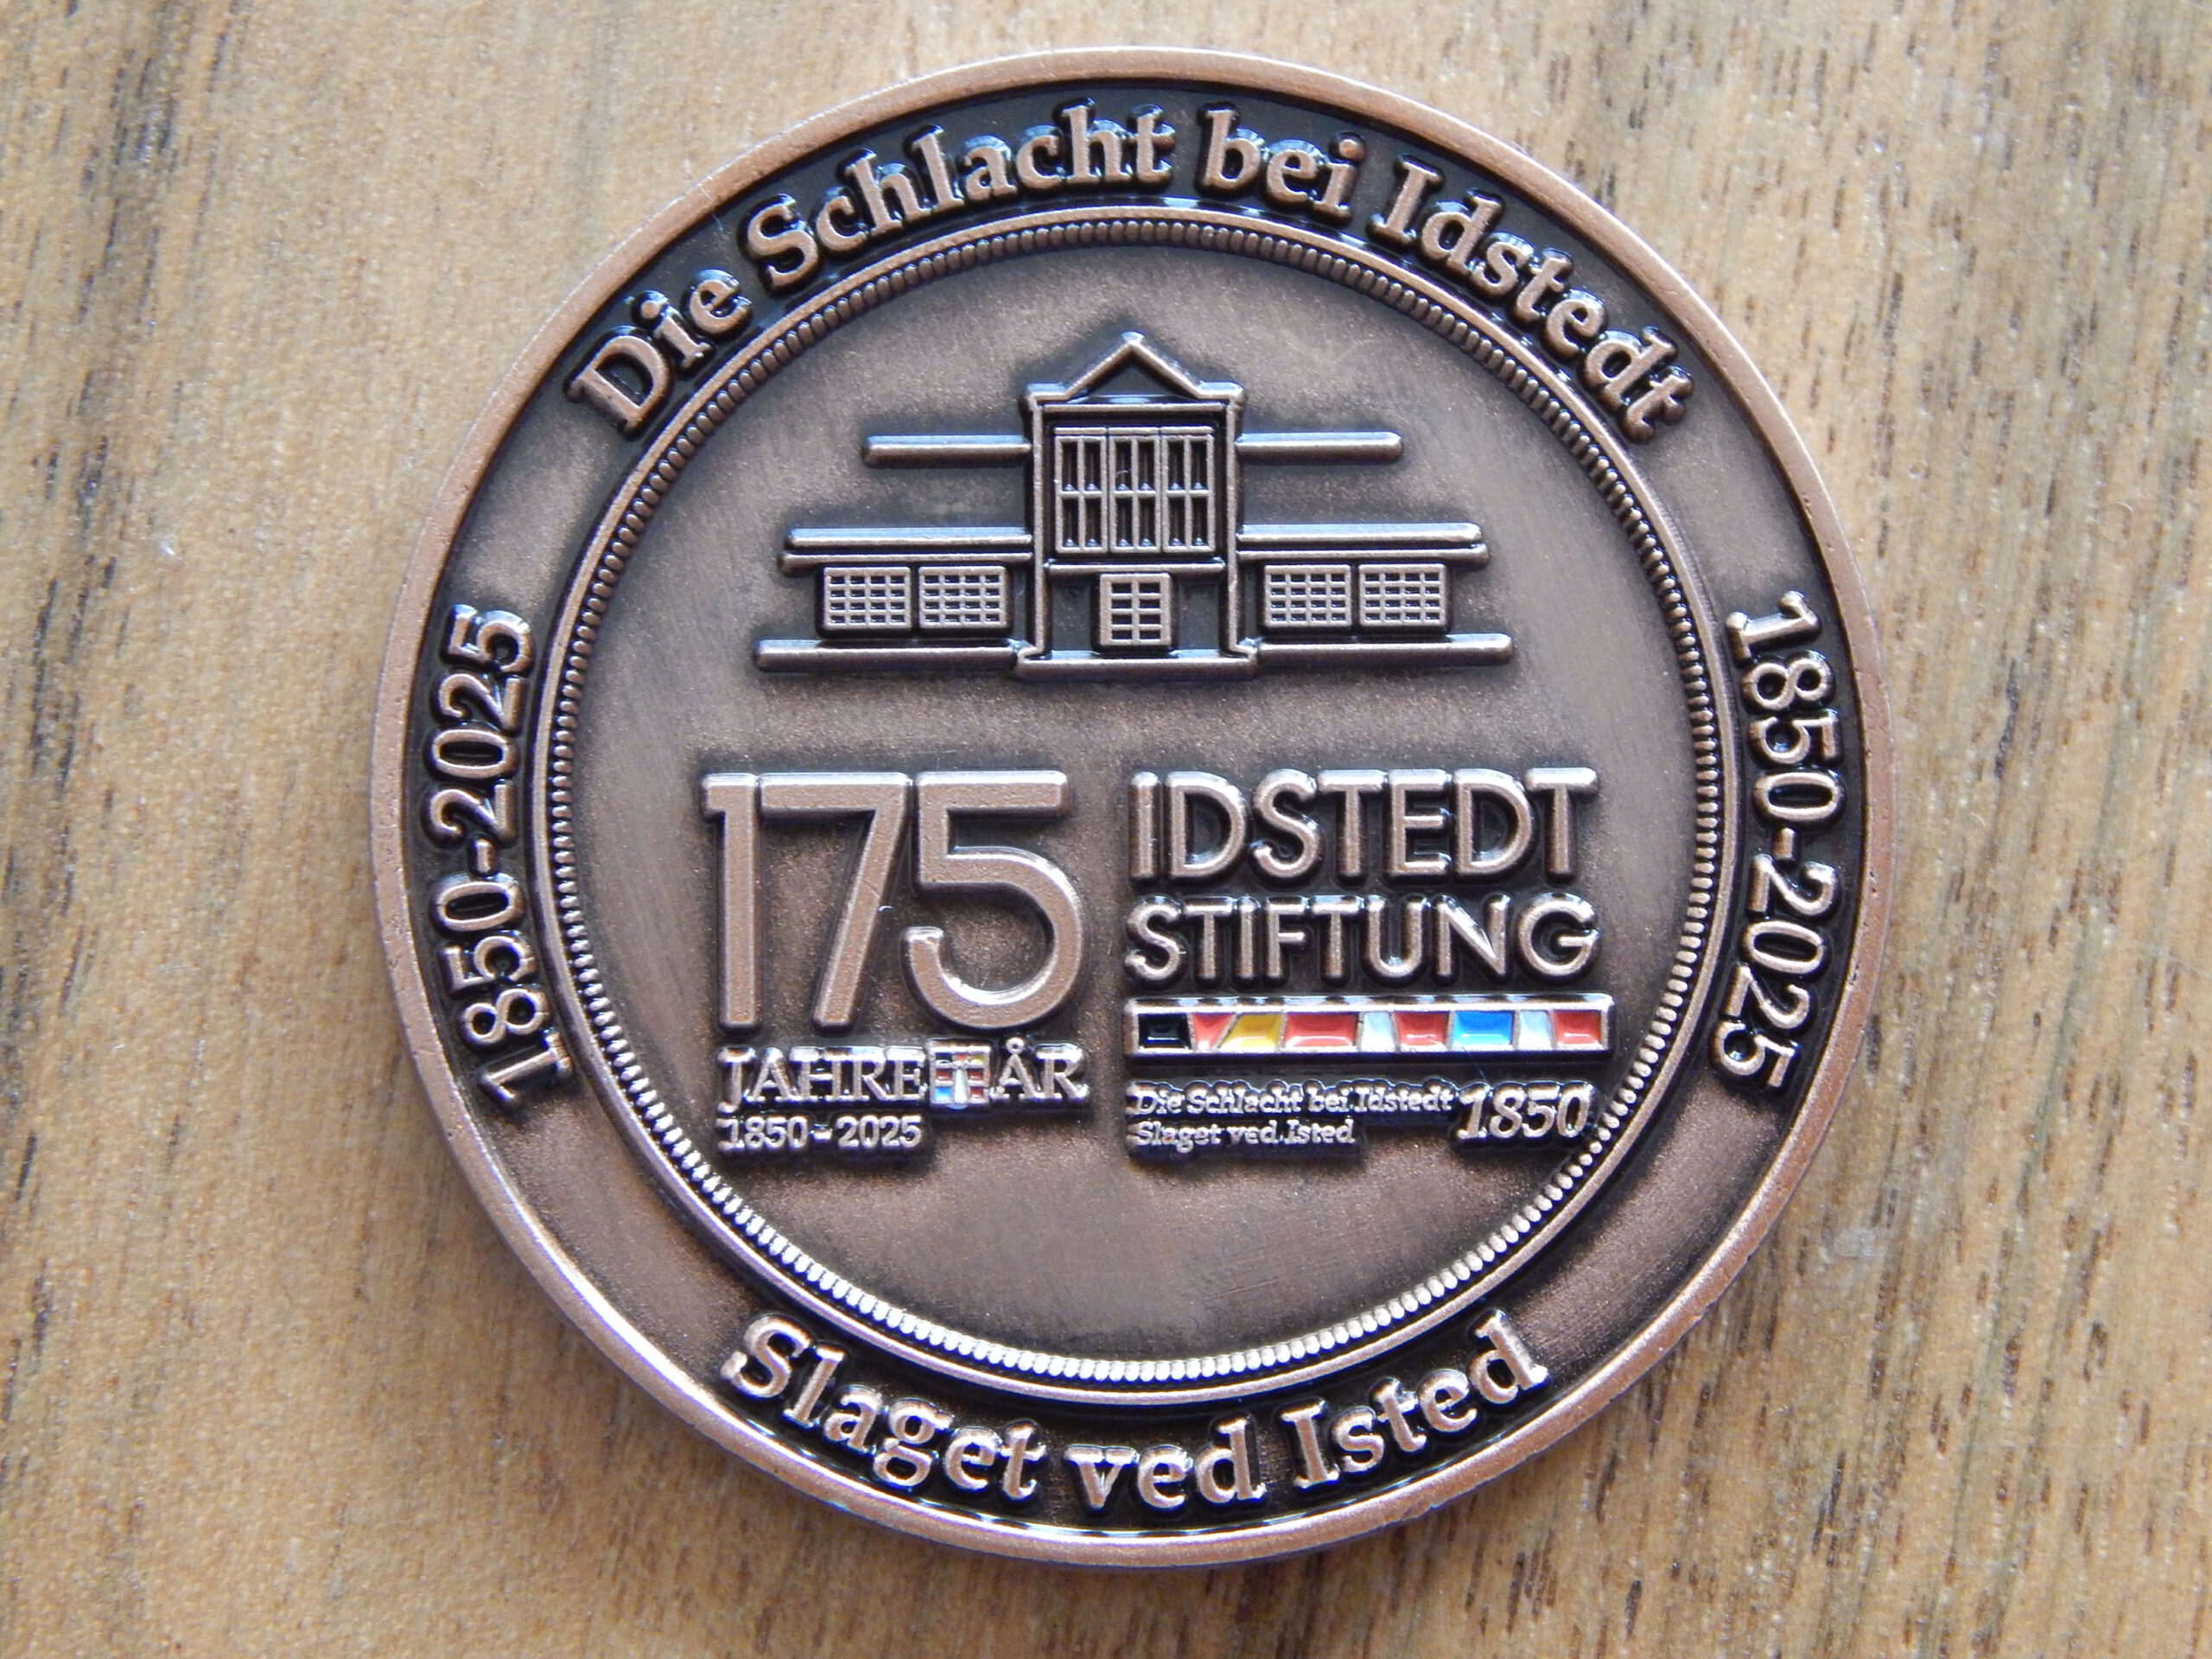 Die Schlacht bei Idstedt
1850-2025
1850-2025
175
JAHRE ÅR
1850-2025
IDSTEDT
STIFTUNG
Die Schlacht bei Idstedt 1850
Slaget ved Isted
Slaget ved Isted